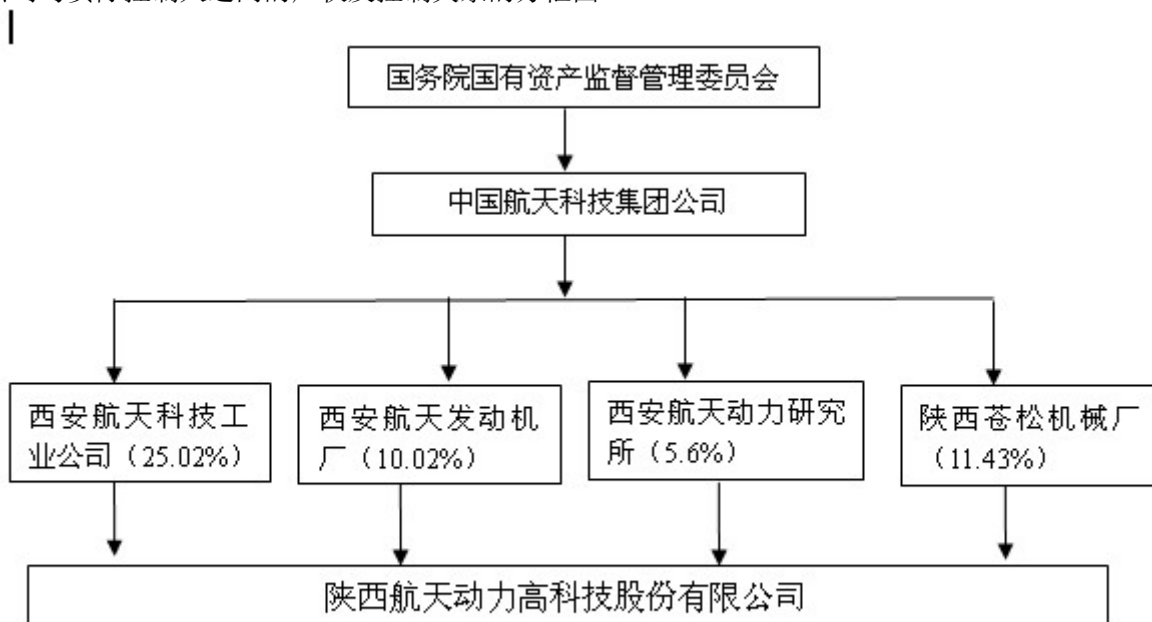 国务院国有资产监督管理委员会
中国航天科技集团公司
西安航天科技工
业公司（25.02%）
西安航天发动机
厂（10.02%）
西安航天动力研究
所（5.6%）
陕西苍松机械厂
（11.43%）
陕西航天动力高科技股份有限公司